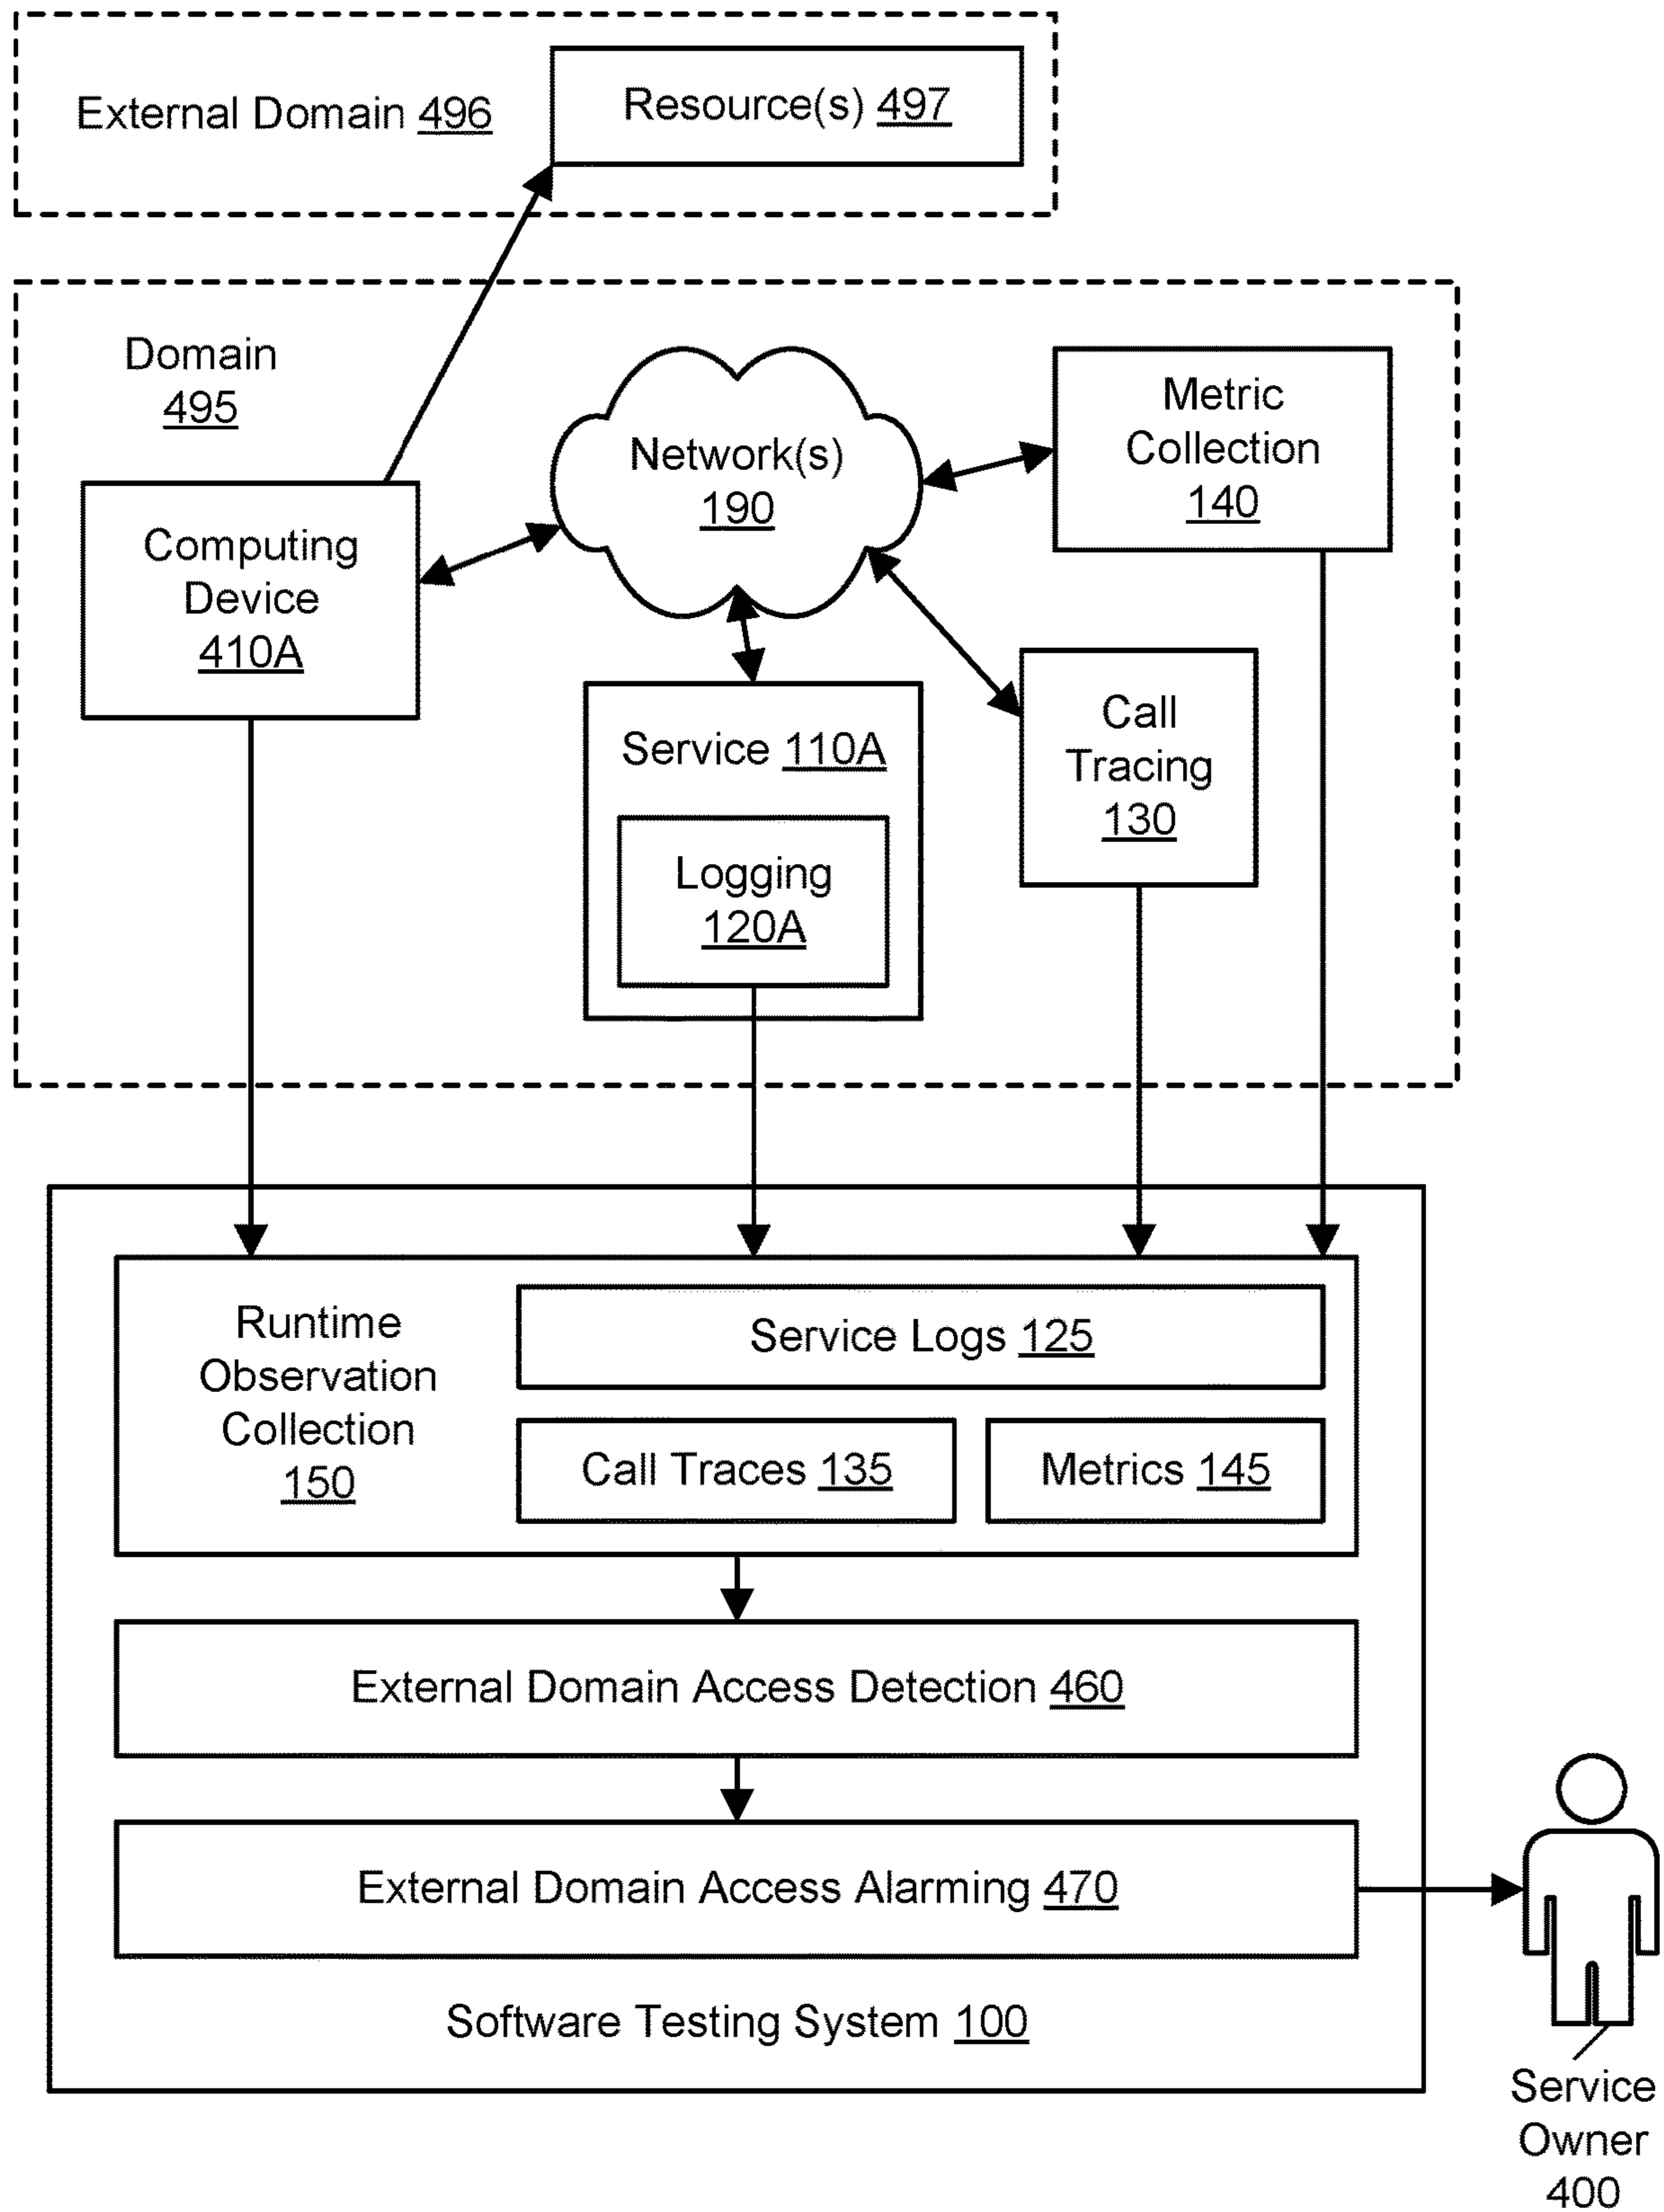 External Domain 496
Resource(s) 497
Domain
495
Network(s)
190
Metric
Collection
140
Computing
Device
410A
Service 110A
Logging
120A
Call
Tracing
130
Runtime
Observation
Collection
150
Service Logs 125
Call Traces 135
Metrics 145
External Domain Access Detection 460
External Domain Access Alarming 470
Software Testing System 100
Service
Owner
400